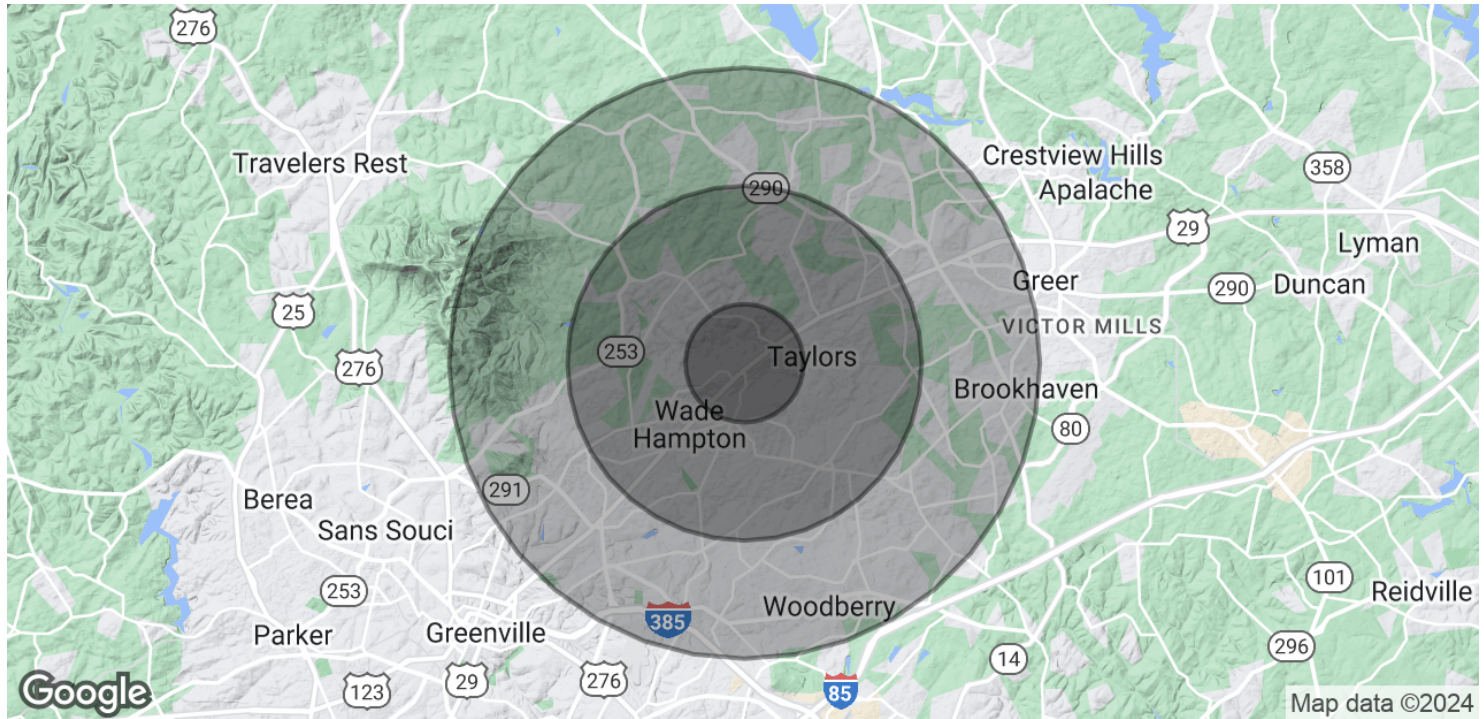 276
Travelers Rest
Crestview Hills
Apalache
358
290
29
Lyman
Greer
290
Duncan
25
VICTOR MILLS
276
253
Taylors
Brookhaven
Wade
Hampton
80
291
Berea
Sans Souci
253
101
Reidville
Woodberry
385
Parker
Greenville
296
14
Google
123
29
276
85
Map data ©2024